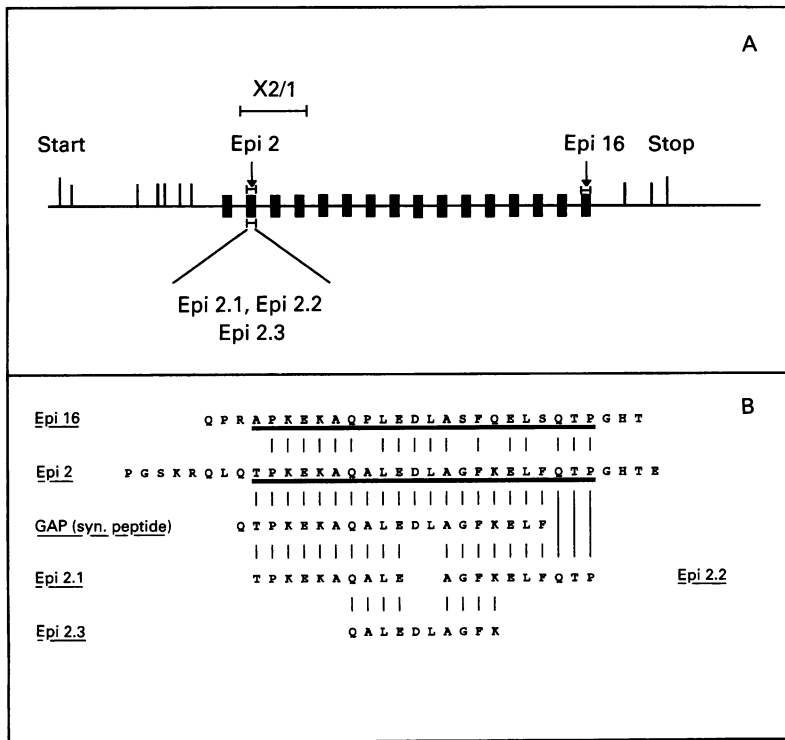 A
X2/1
Start
Epi 2
Epi 16
Stop
Epi 2.1, Epi 2.2
Epi 2.3
B
Epi 16 Q P R A P K E K A Q P L E D L A S F Q E L S Q T P G H T
Epi 2 P G S K R Q L Q T P K E K A Q A L E D L A G F K E L F Q T P G H T E
GAP (syn. peptide) Q T P K E K A Q A L E D L A G F K E L F
Epi 2.1 T P K E K A Q A L E A G F K E L F Q T P Epi 2.2
Epi 2.3 Q A L E D L A G F K